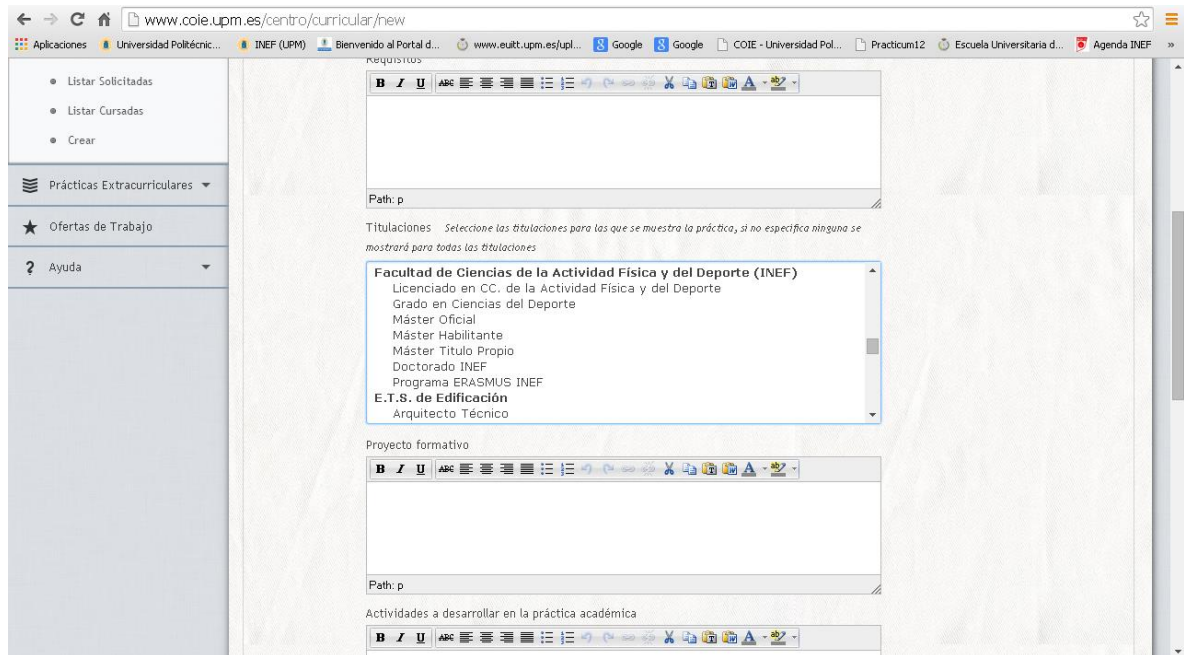 www.coie.upm.es/centro/curricular/new
Aplicaciones Universidad Politécnic... INEF (UPM) Bienvenido al Portal d... www.euitt.upm.es/upl... Google Google COIE - Universidad Pol... Practicum12 Escuela Universitaria d... Agenda INEF »
Listar Solicitadas
Listar Cursadas
Crear
Prácticas Extracurriculares
Ofertas de Trabajo
? Ayuda
Requisitos
B I U ABC
Path: p
Titulaciones Seleccione las titulaciones para las que se muestra la práctica, si no especifica ninguna se
mostrará para todas las titulaciones
Facultad de Ciencias de la Actividad Física y del Deporte (INEF)
Licenciado en CC. de la Actividad Física y del Deporte
Grado en Ciencias del Deporte
Máster Oficial
Máster Habilitante
Máster Titulo Propio
Doctorado INEF
Programa ERASMUS INEF
E.T.S. de Edificación
Arquitecto Técnico
Proyecto formativo
B I U ABC
Path: p
Actividades a desarrollar en la práctica académica
B I U ABC